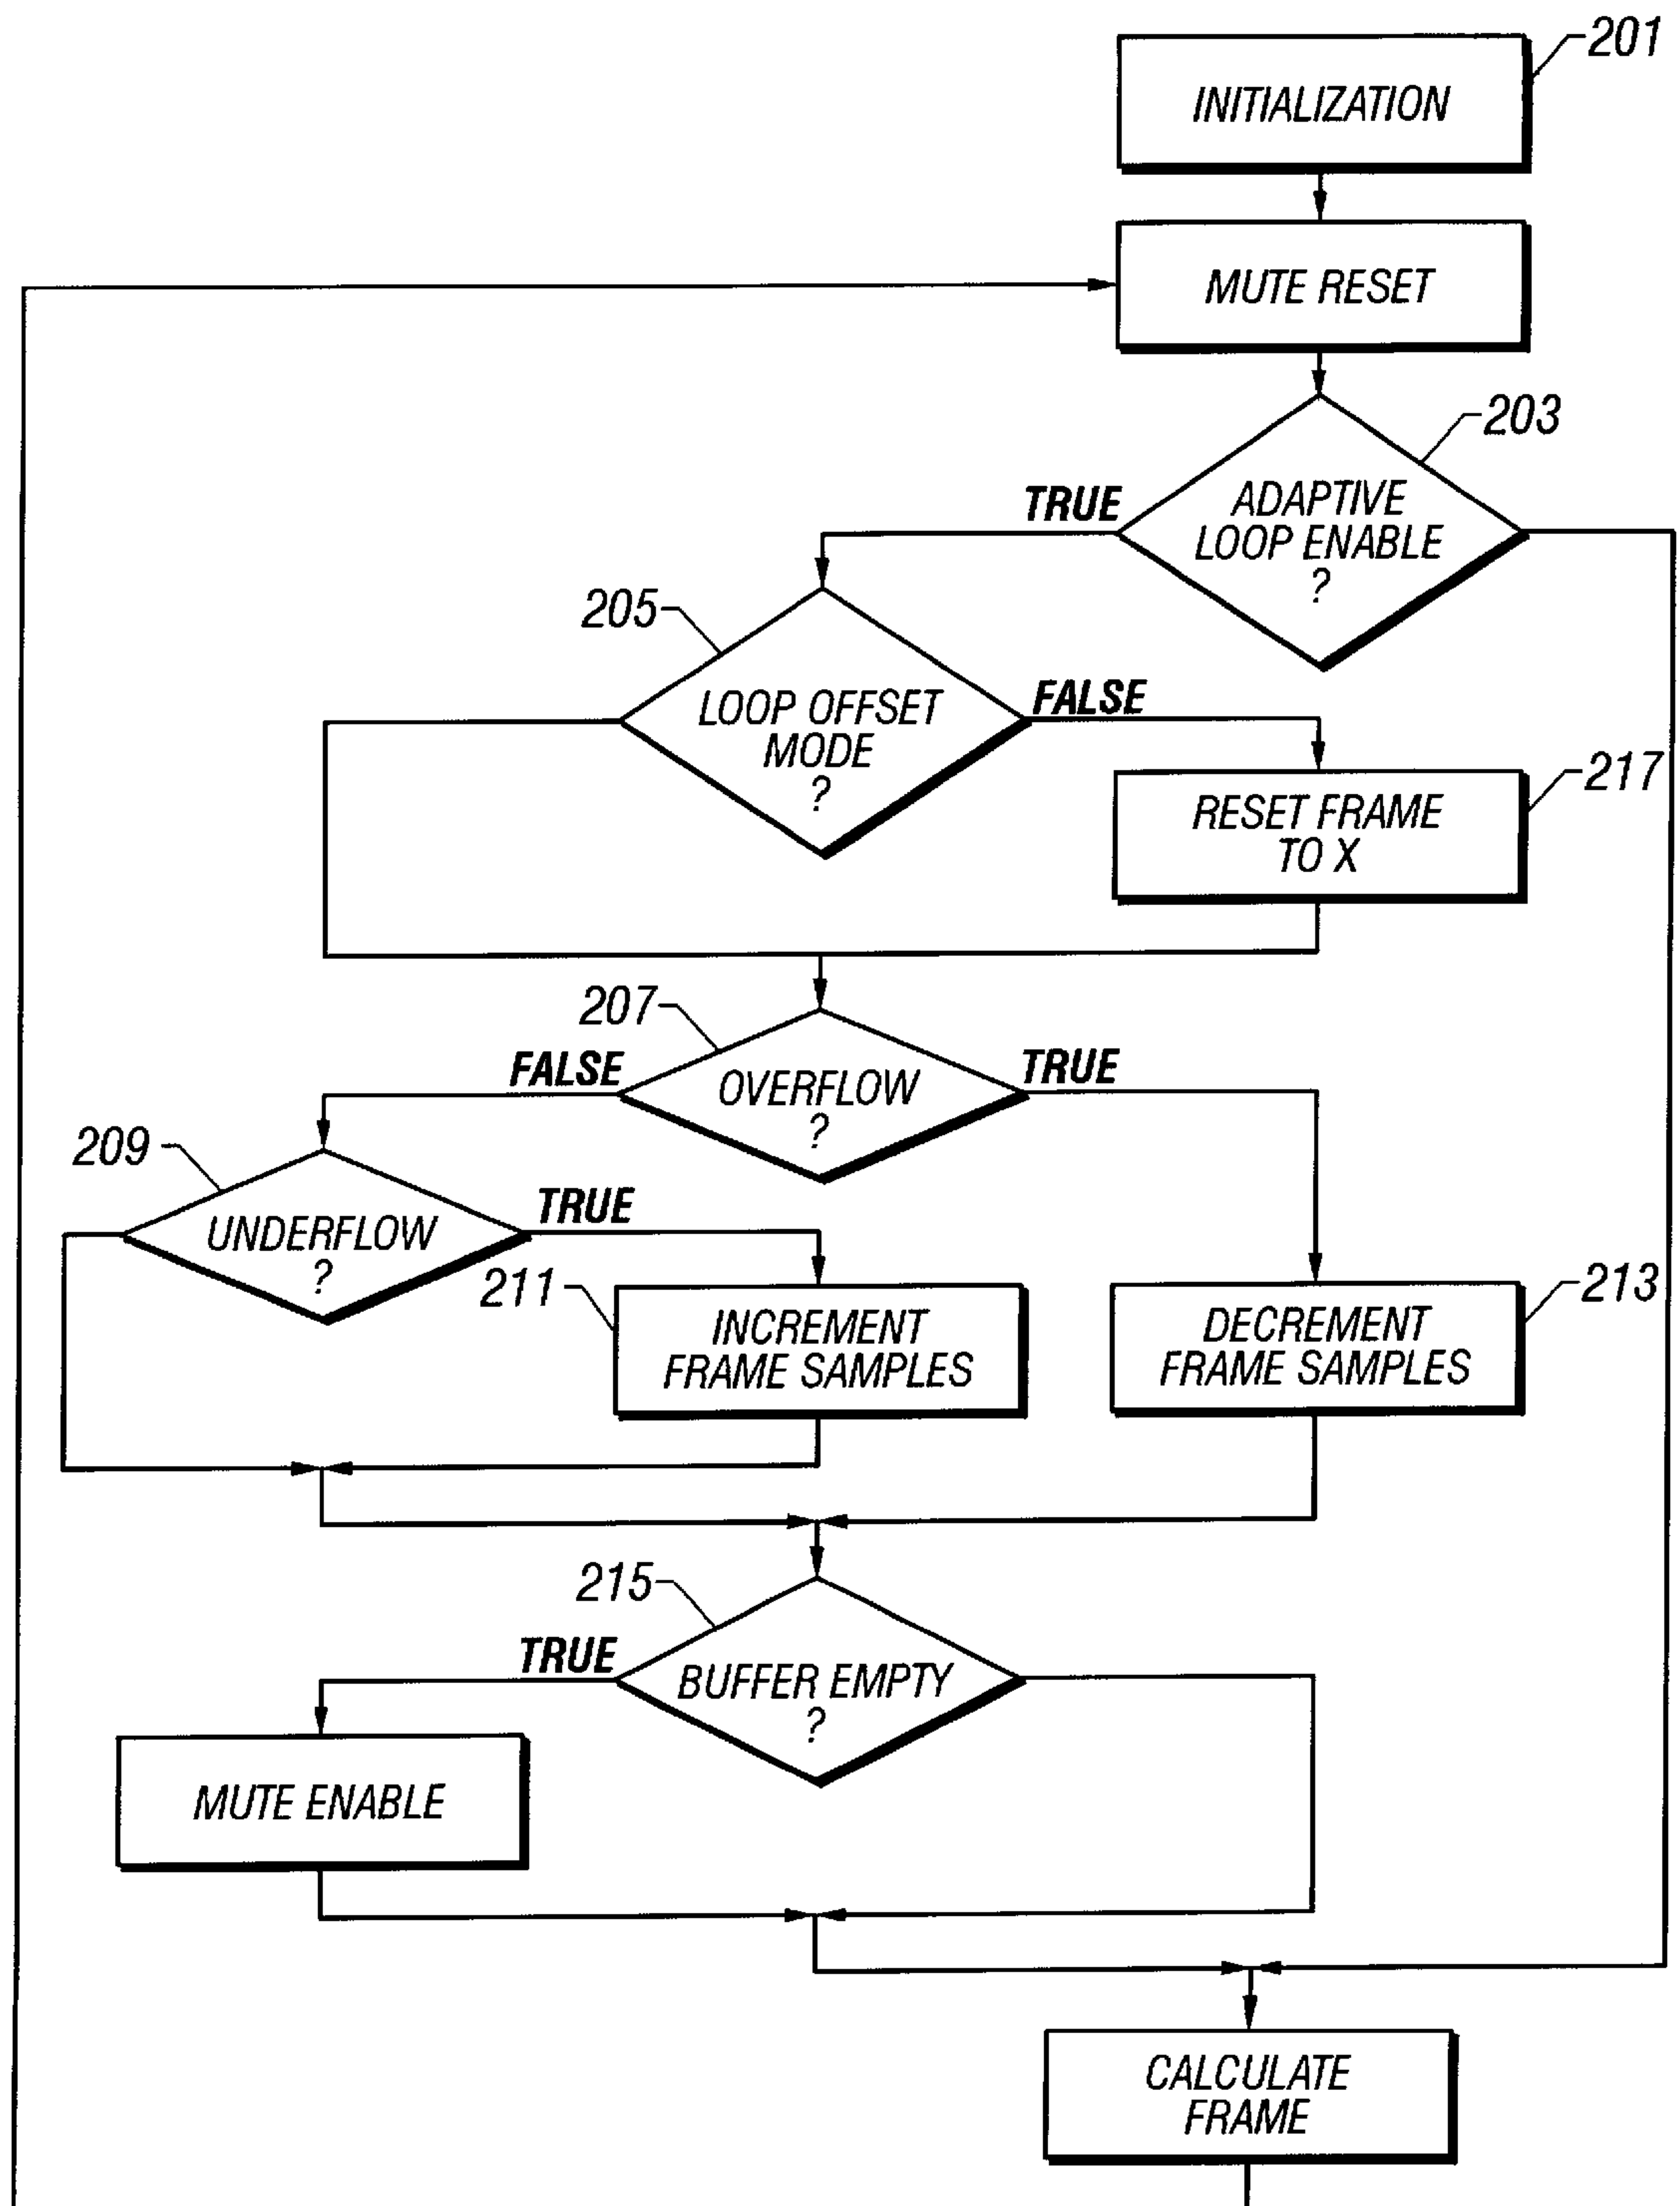 201
INITIALIZATION
MUTE RESET
203
ADAPTIVE
LOOP ENABLE
?
TRUE
205
LOOP OFFSET
MODE
?
FALSE
217
RESET FRAME
TO X
207
OVERFLOW
?
FALSE
TRUE
209
UNDERFLOW
?
TRUE
211
INCREMENT
FRAME SAMPLES
213
DECREMENT
FRAME SAMPLES
215
BUFFER EMPTY
?
TRUE
MUTE ENABLE
CALCULATE
FRAME